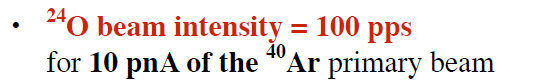 • ²⁴O beam intensity = 100 pps
for 10 pnA of the ⁴⁰Ar primary beam